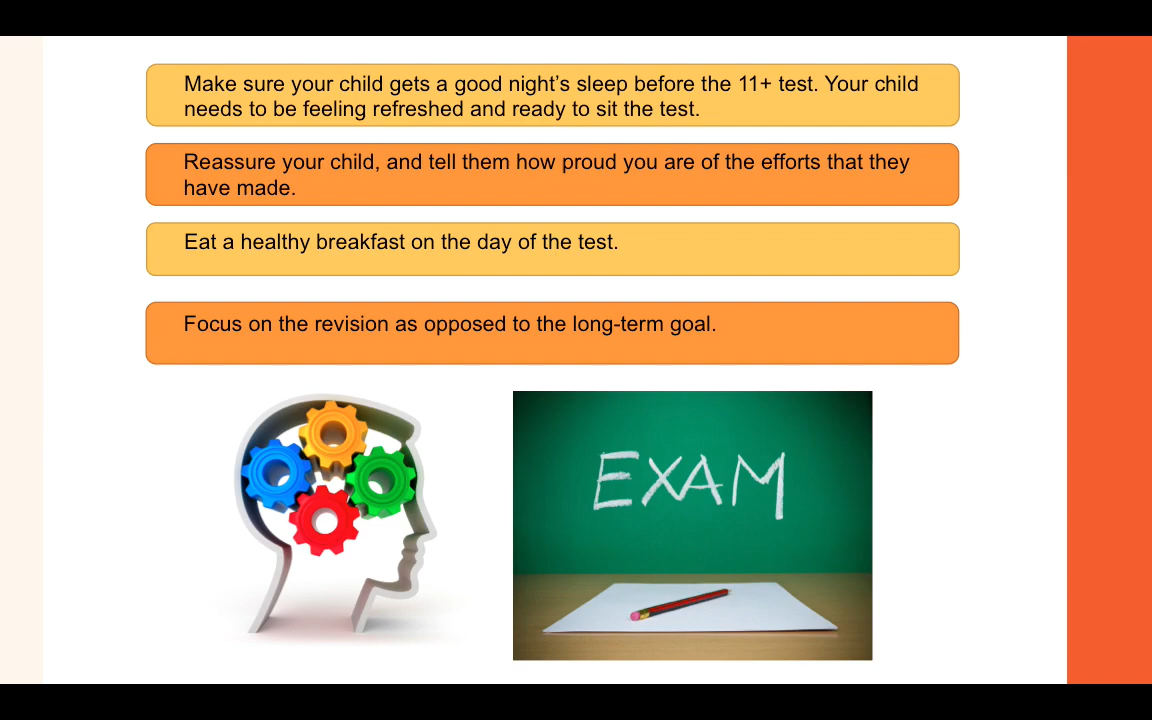 Make sure your child gets a good night’s sleep before the 11+ test. Your child
needs to be feeling refreshed and ready to sit the test.
Reassure your child, and tell them how proud you are of the efforts that they
have made.
Eat a healthy breakfast on the day of the test.
Focus on the revision as opposed to the long-term goal.
EXAM